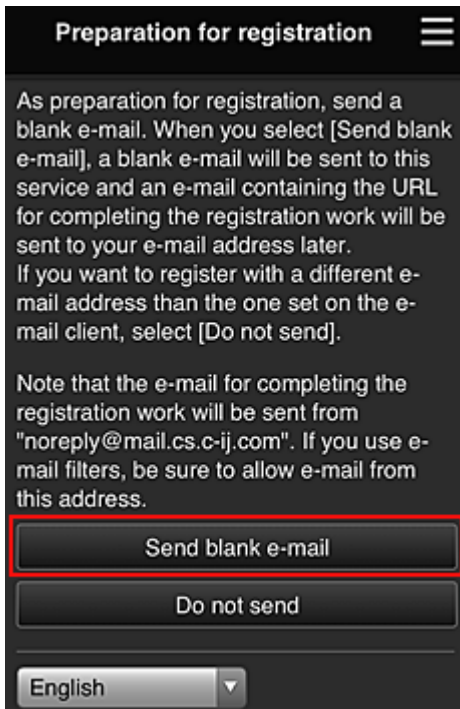 Preparation for registration
As preparation for registration, send a
blank e-mail. When you select [Send blank
e-mail], a blank e-mail will be sent to this
service and an e-mail containing the URL
for completing the registration work will be
sent to your e-mail address later.
If you want to register with a different e-
mail address than the one set on the e-
mail client, select [Do not send].
Note that the e-mail for completing the
registration work will be sent from
"noreply@mail.cs.c-ij.com". If you use e-
mail filters, be sure to allow e-mail from
this address.
Send blank e-mail
Do not send
English